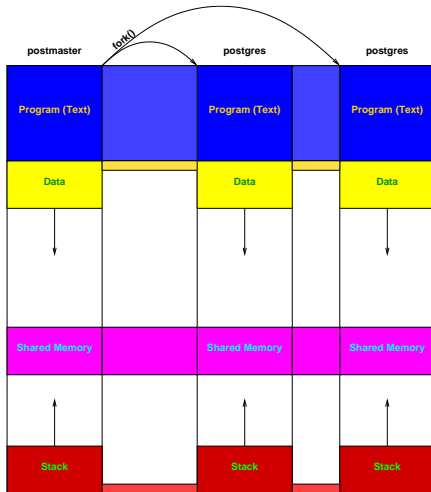 fork()
postmaster postgres postgres
Program (Text) Program (Text) Program (Text)
Data Data Data
Shared Memory Shared Memory Shared Memory
Stack Stack Stack